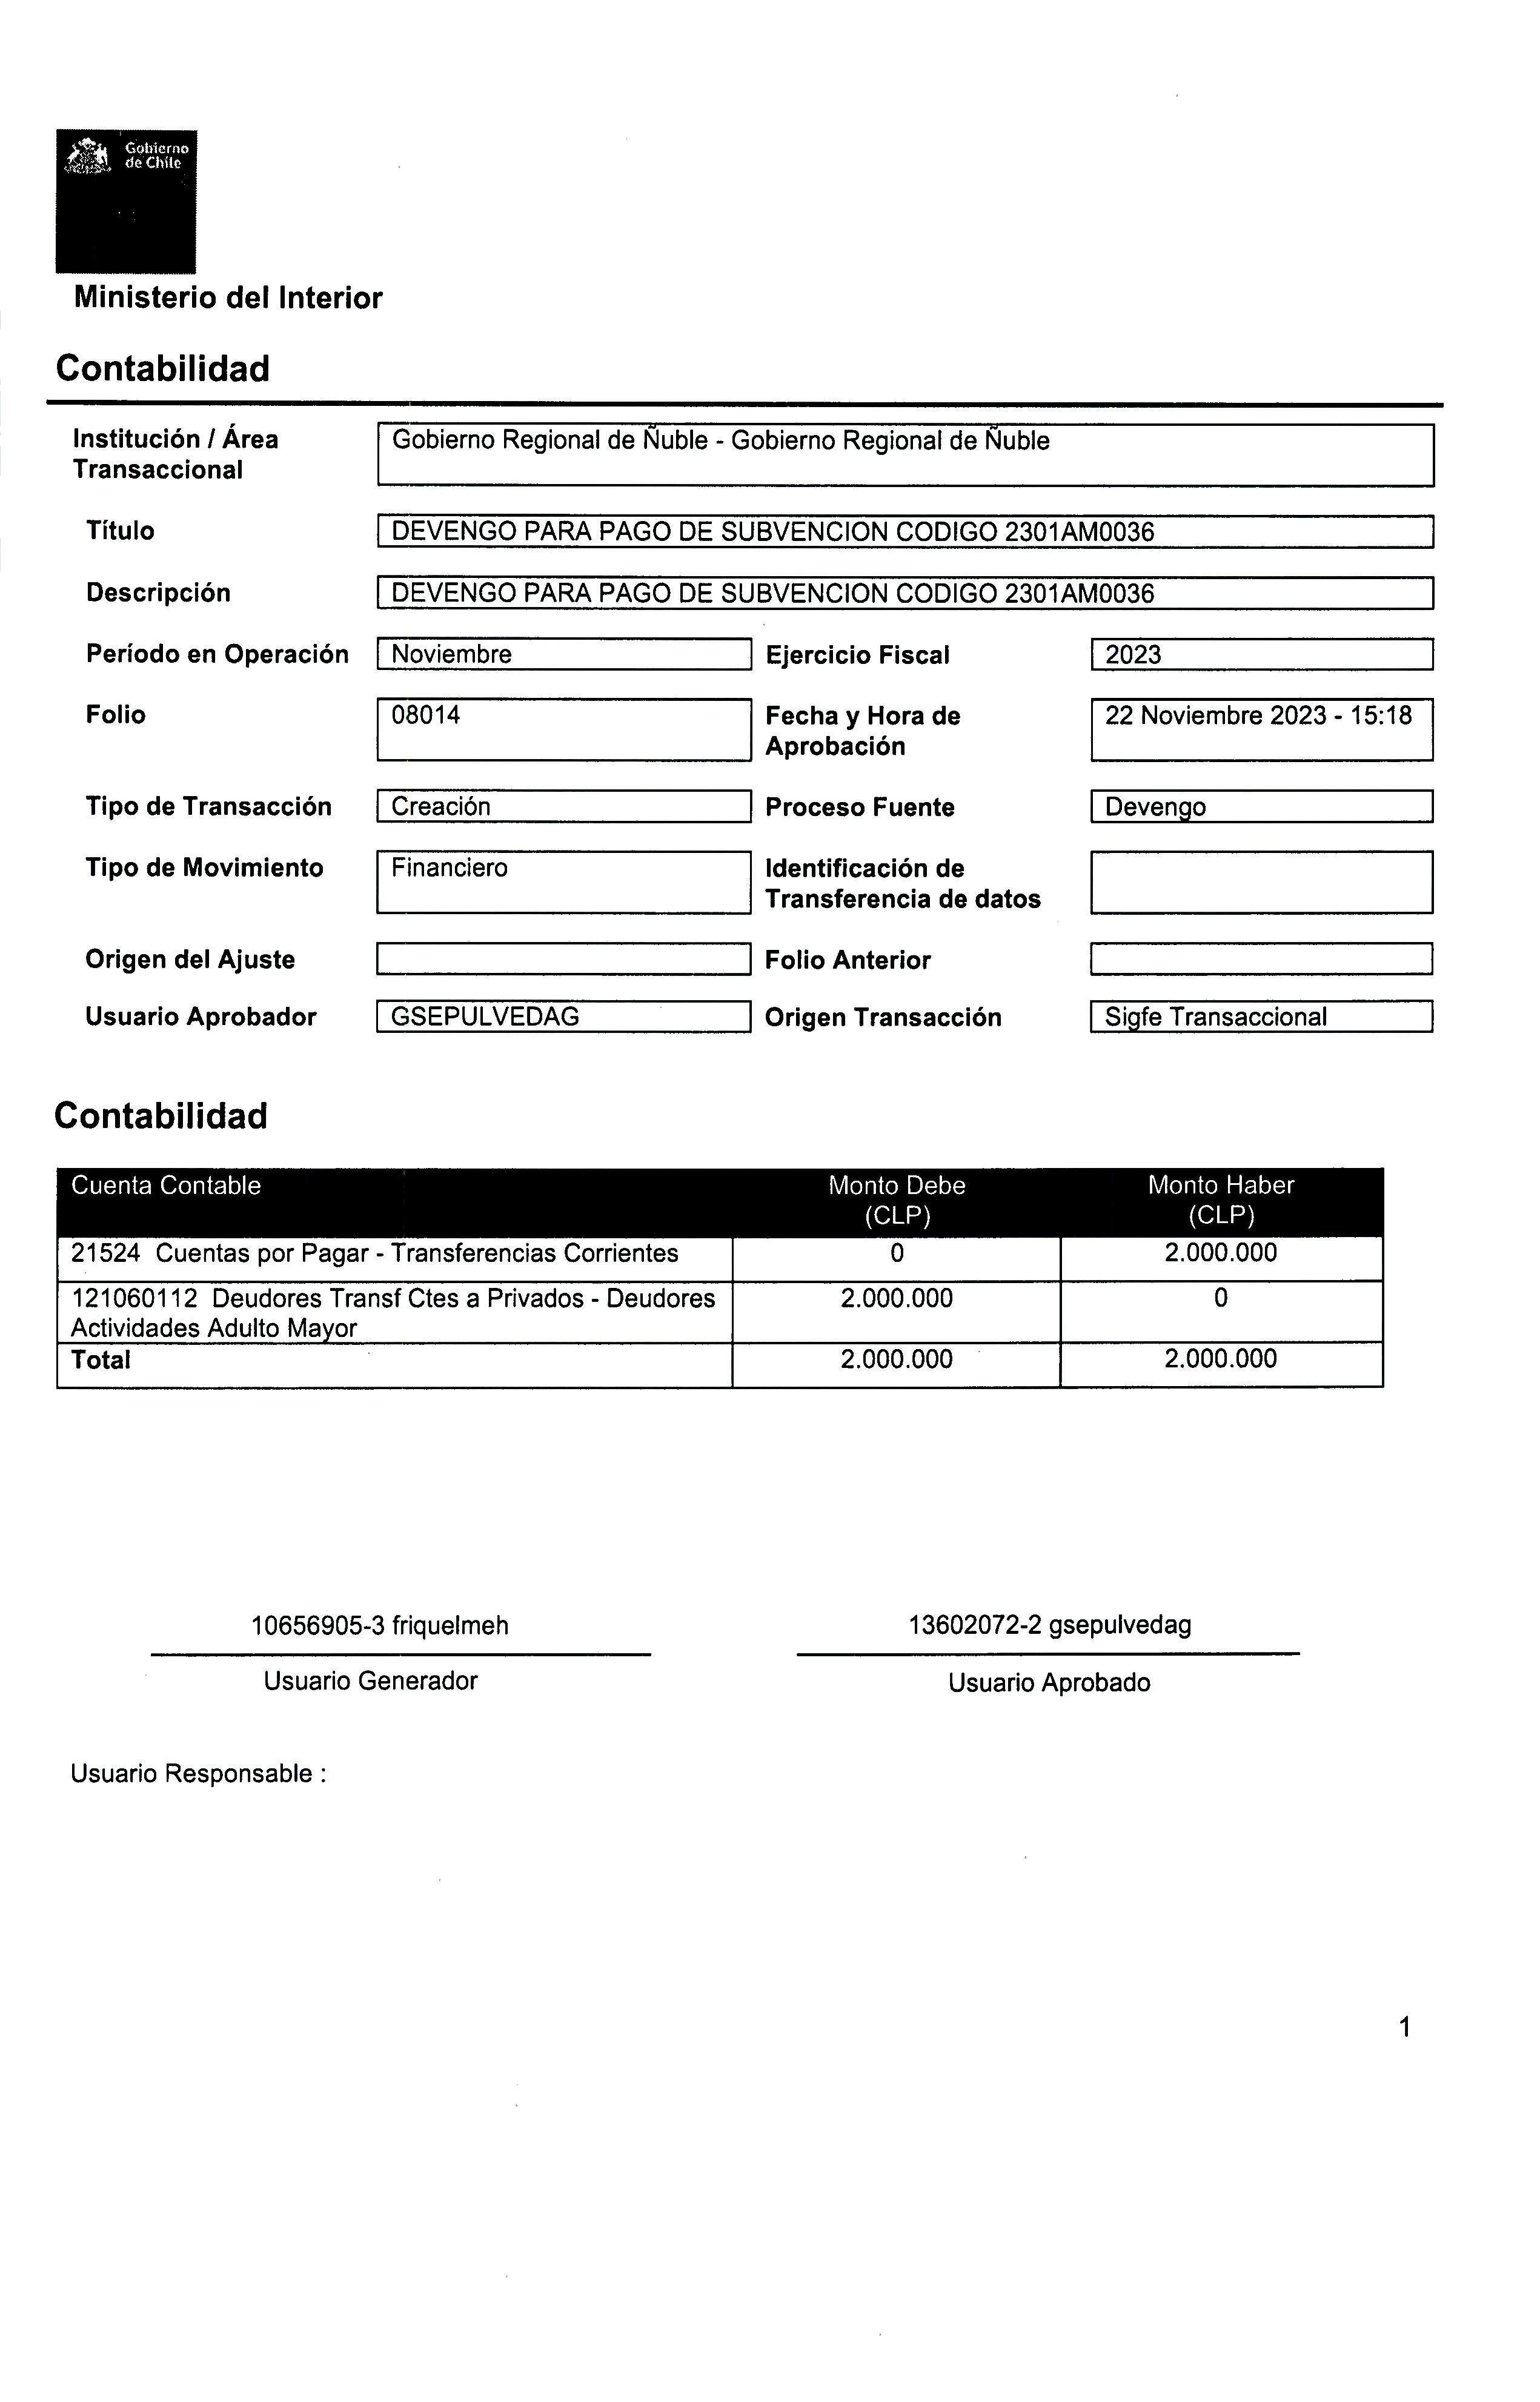 Gobierno
de Chile
Ministerio del Interior
Contabilidad
Institución / Área
Transaccional
Gobierno Regional de Ñuble - Gobierno Regional de Ñuble
Título
DEVENGO PARA PAGO DE SUBVENCION CODIGO 2301AM0036
Descripción
DEVENGO PARA PAGO DE SUBVENCION CODIGO 2301AM0036
Período en Operación
Noviembre
Ejercicio Fiscal
2023
Folio
08014
Fecha y Hora de
Aprobación
22 Noviembre 2023 - 15:18
Tipo de Transacción
Creación
Proceso Fuente
Devengo
Tipo de Movimiento
Financiero
Identificación de
Transferencia de datos
Origen del Ajuste
Folio Anterior
Usuario Aprobador
GSEPULVEDAG
Origen Transacción
Sigfe Transaccional
Contabilidad
Cuenta Contable
Monto Debe
(CLP)
Monto Haber
(CLP)
21524 Cuentas por Pagar - Transferencias Corrientes
0
2.000.000
121060112 Deudores Transf Ctes a Privados - Deudores
Actividades Adulto Mayor
2.000.000
0
Total
2.000.000
2.000.000
10656905-3 friquelmeh
Usuario Generador
13602072-2 gsepulvedag
Usuario Aprobado
Usuario Responsable :
1